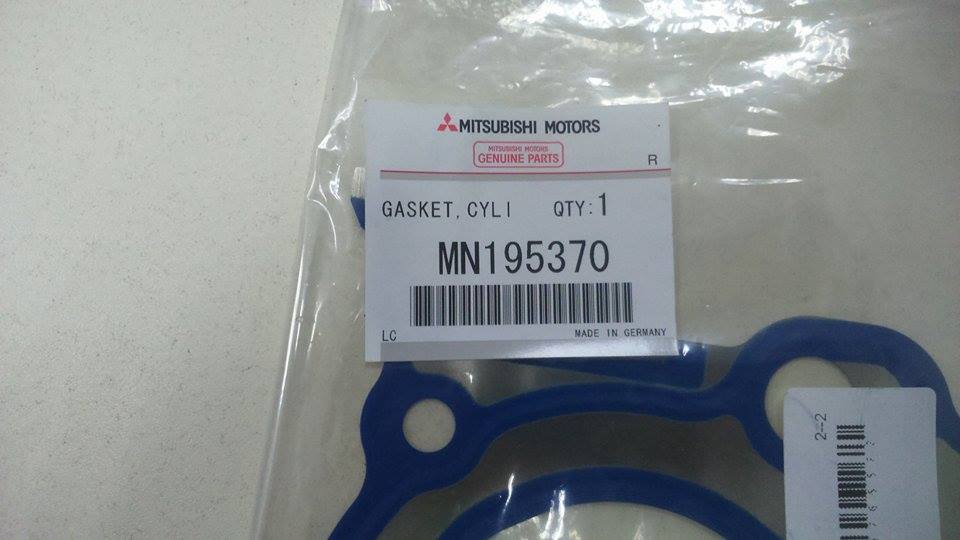 MITSUBISHI MOTORS
MITSUBISHI MOTORS
GENUINE PARTS
R
GASKET, CYLI QTY:1
MN195370
LC MADE IN GERMANY
2-2